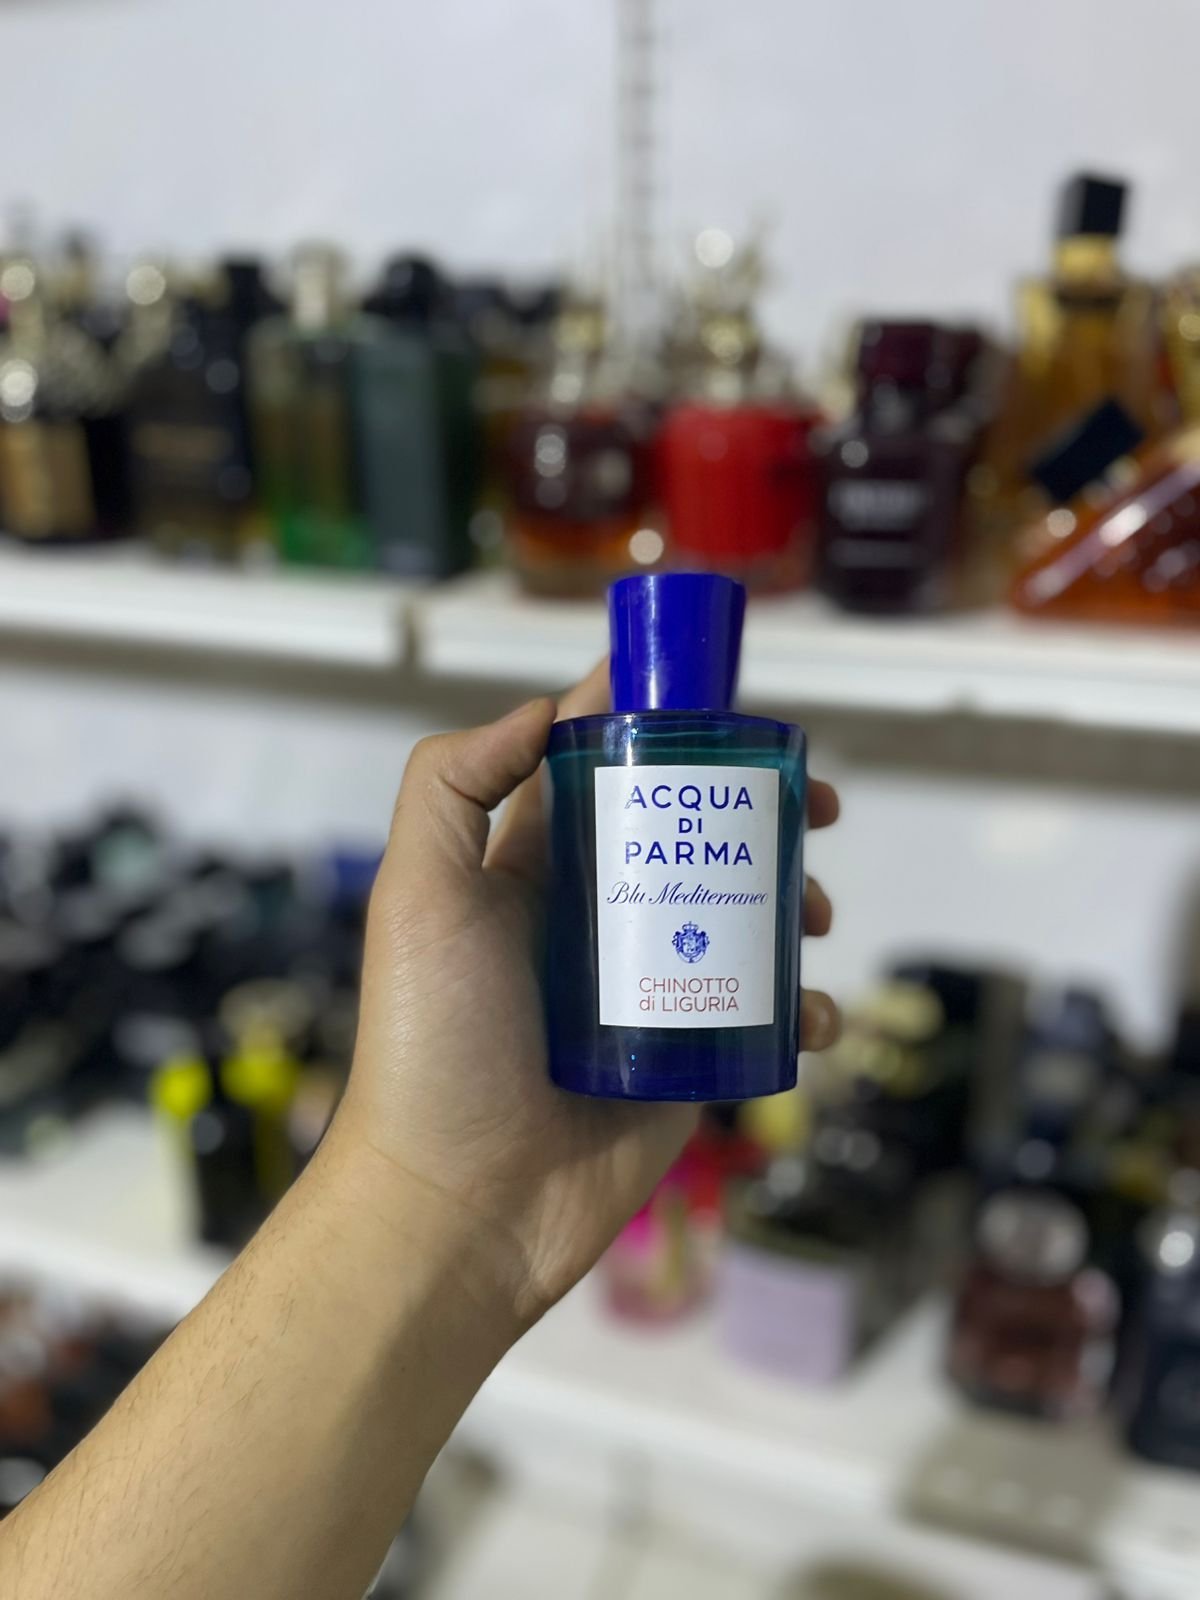 ACQUA
DI
PARMA
Blu Mediterraneo
CHINOTTO
di LIGURIA